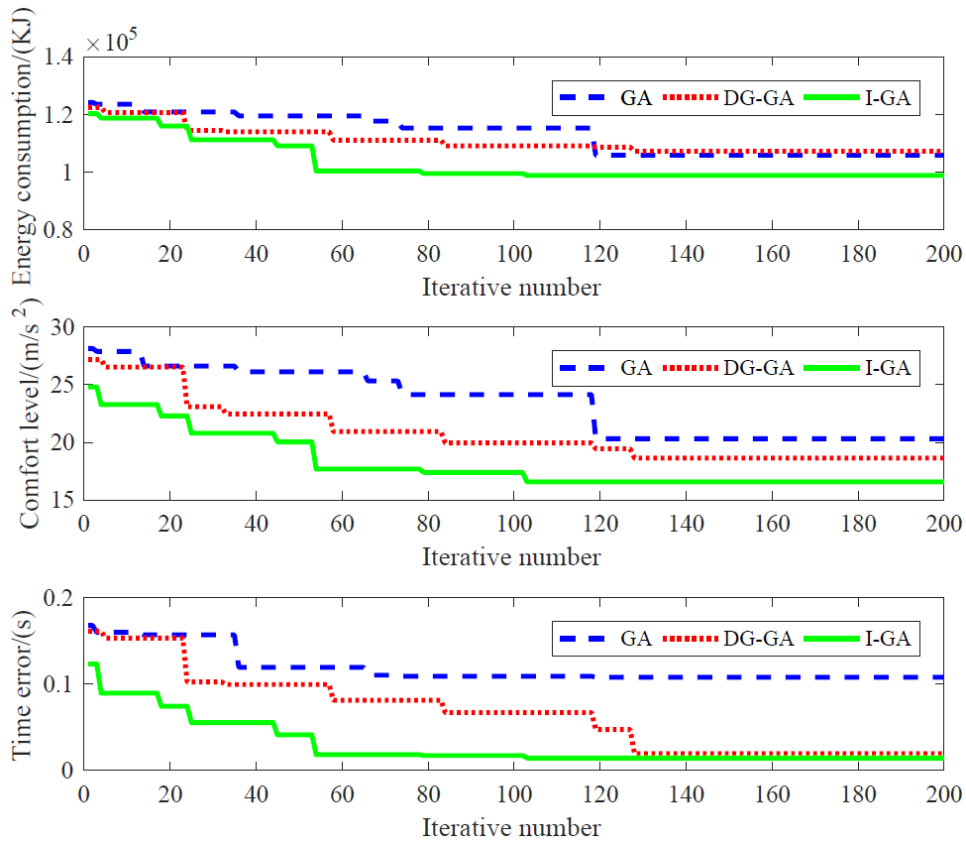 ×10⁵
Energy consumption/(KJ)
1.4
1.2
1
0.8
GA DG-GA I-GA
0 20 40 60 80 100 120 140 160 180 200
Iterative number
Comfort level/(m/s ²)
30
25
20
15
GA DG-GA I-GA
0 20 40 60 80 100 120 140 160 180 200
Iterative number
Time error/(s)
0.2
0.1
0
GA DG-GA I-GA
0 20 40 60 80 100 120 140 160 180 200
Iterative number